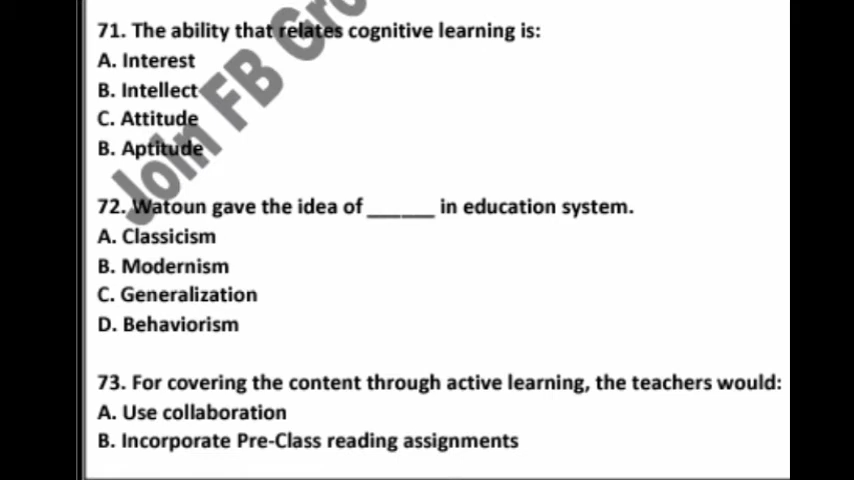 71. The ability that relates cognitive learning is:
A. Interest
B. Intellect
C. Attitude
B. Aptitude
72. Watoun gave the idea of ______ in education system.
A. Classicism
B. Modernism
C. Generalization
D. Behaviorism
73. For covering the content through active learning, the teachers would:
A. Use collaboration
B. Incorporate Pre-Class reading assignments
Join FB Gro